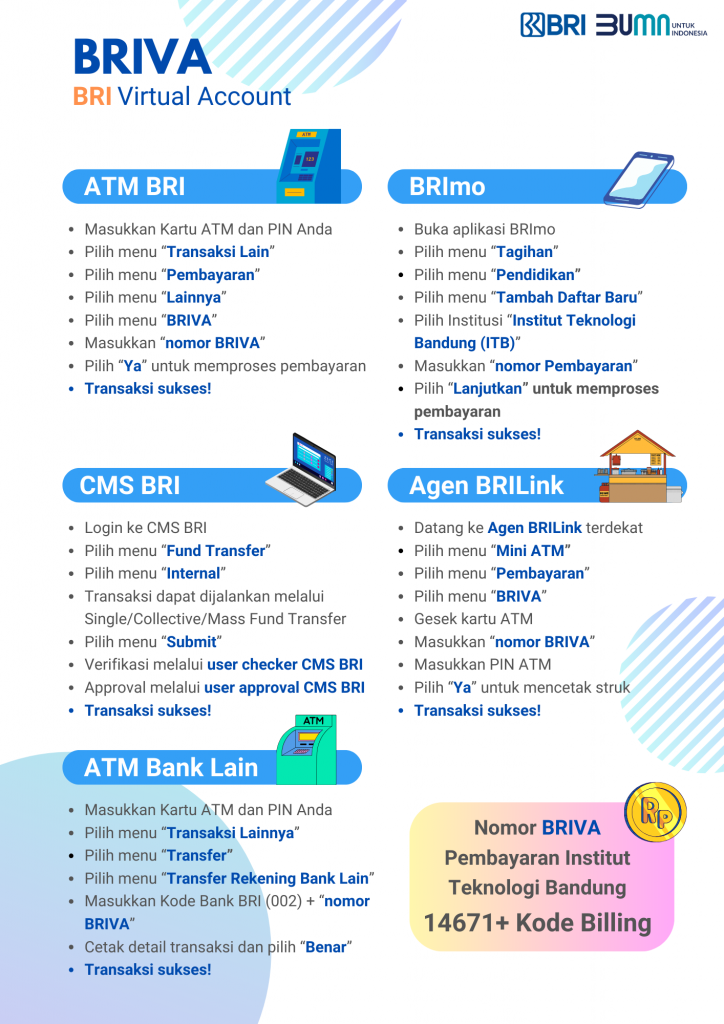 BRI BUMN UNTUK
INDONESIA
BRIVA
BRI Virtual Account
ATM
123
ATM BRI
• Masukkan Kartu ATM dan PIN Anda
• Pilih menu “Transaksi Lain”
• Pilih menu “Pembayaran”
• Pilih menu “Lainnya”
• Pilih menu “BRIVA”
• Masukkan “nomor BRIVA”
• Pilih “Ya” untuk memproses pembayaran
• Transaksi sukses!
BRImo
• Buka aplikasi BRImo
• Pilih menu “Tagihan”
• Pilih menu “Pendidikan”
• Pilih menu “Tambah Daftar Baru”
• Pilih Institusi “Institut Teknologi
Bandung (ITB)”
• Masukkan “nomor Pembayaran”
• Pilih “Lanjutkan” untuk memproses
pembayaran
• Transaksi sukses!
CMS BRI
• Login ke CMS BRI
• Pilih menu “Fund Transfer”
• Pilih menu “Internal”
• Transaksi dapat dijalankan melalui
Single/Collective/Mass Fund Transfer
• Pilih menu “Submit”
• Verifikasi melalui user checker CMS BRI
• Approval melalui user approval CMS BRI
• Transaksi sukses!
Agen BRILink
• Datang ke Agen BRILink terdekat
• Pilih menu “Mini ATM”
• Pilih menu “Pembayaran”
• Pilih menu “BRIVA”
• Gesek kartu ATM
• Masukkan “nomor BRIVA”
• Masukkan PIN ATM
• Pilih “Ya” untuk mencetak struk
• Transaksi sukses!
ATM
ATM Bank Lain
• Masukkan Kartu ATM dan PIN Anda
• Pilih menu “Transaksi Lainnya”
• Pilih menu “Transfer”
• Pilih menu “Transfer Rekening Bank Lain”
• Masukkan Kode Bank BRI (002) + “nomor
BRIVA”
• Cetak detail transaksi dan pilih “Benar”
• Transaksi sukses!
Rp
Nomor BRIVA
Pembayaran Institut
Teknologi Bandung
14671+ Kode Billing